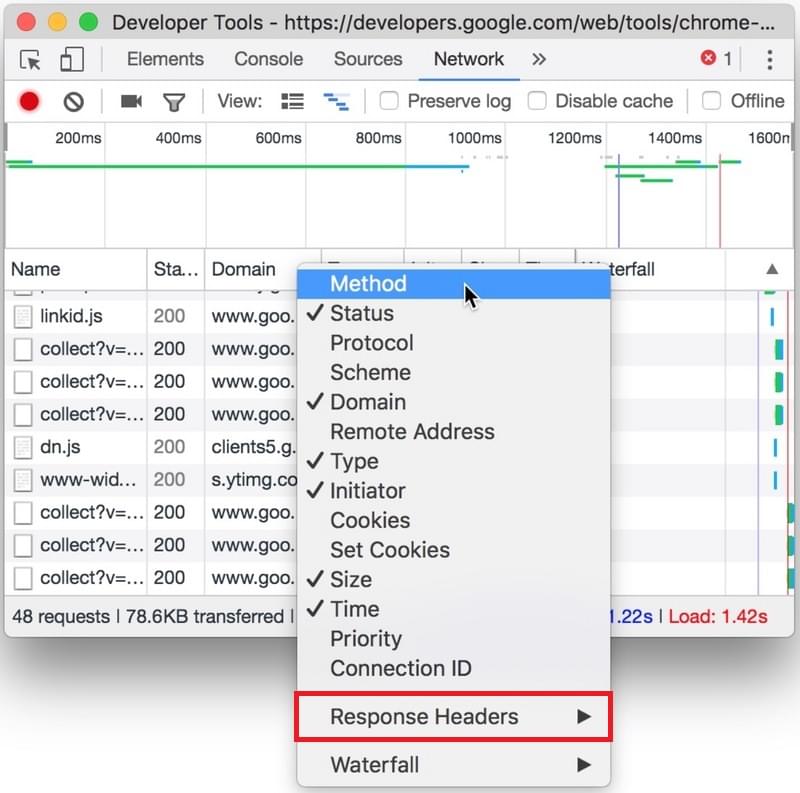 Developer Tools - https://developers.google.com/web/tools/chrome-...
Elements Console Sources Network » 1
View: Preserve log Disable cache Offline
200ms 400ms 600ms 800ms 1000ms 1200ms 1400ms 1600m
Name Sta... Domain terfall
linkid.js 200 www.goo.
collect?v=... 200 www.goo.
collect?v=... 200 www.goo.
collect?v=... 200 www.goo.
dn.js 200 clients5.g.
www-wid... 200 s.ytimg.co
collect?v=... 200 www.goo.
collect?v=... 200 www.goo.
collect?v=... 200 www.goo.
48 requests | 78.6KB transferred | 1.22s | Load: 1.42s
Method
✓ Status
Protocol
Scheme
✓ Domain
Remote Address
✓ Type
✓ Initiator
Cookies
Set Cookies
✓ Size
✓ Time
Priority
Connection ID
Response Headers ▶
Waterfall ▶